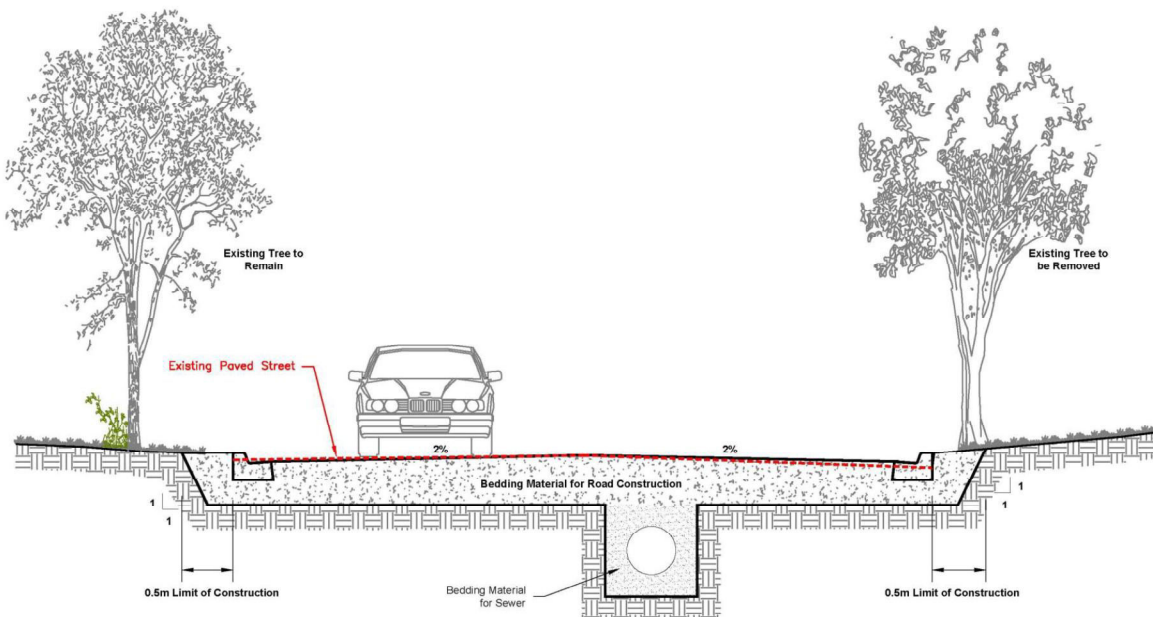 Existing Tree to
Remain
Existing Tree to
be Removed
Existing Paved Street
2%
2%
Bedding Material for Road Construction
1
1
1
1
0.5m Limit of Construction
Bedding Material
for Sewer
0.5m Limit of Construction